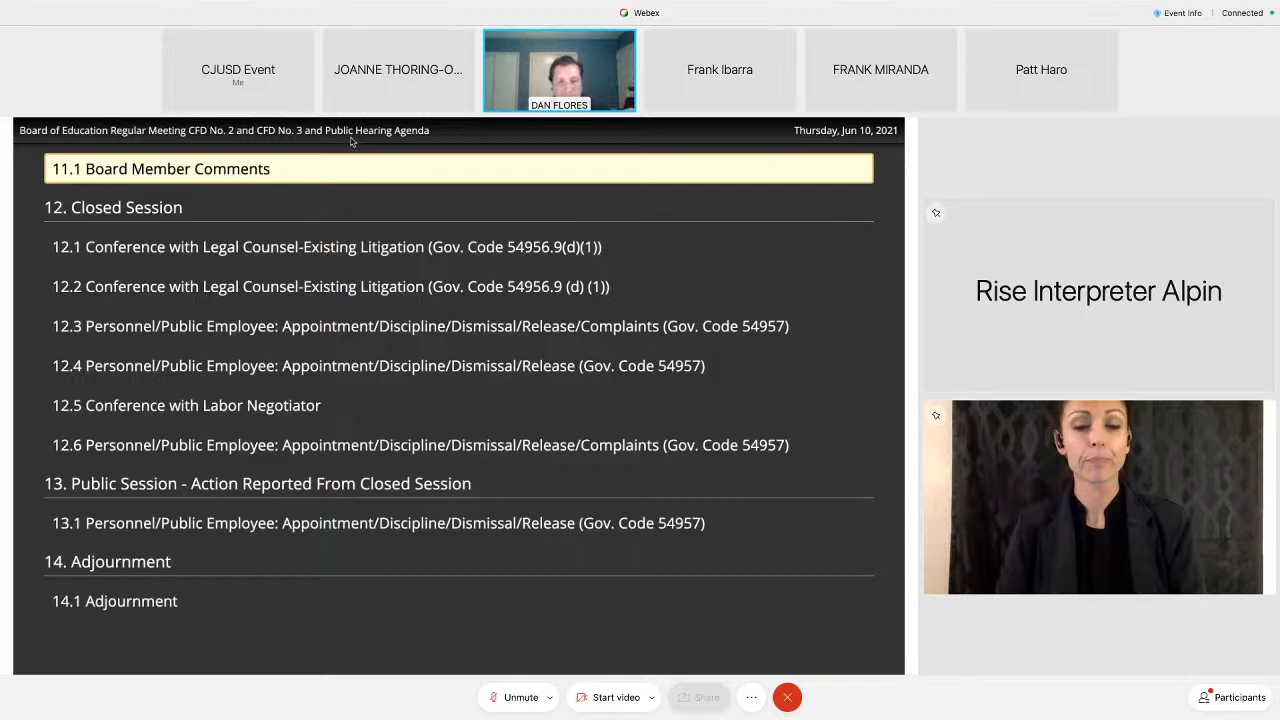 Webex
Event Info
Connected
CJUSD Event
Me
JOANNE THORING-O...
DAN FLORES
Frank Ibarra
FRANK MIRANDA
Patt Haro
Board of Education Regular Meeting CFD No. 2 and CFD No. 3 and Public Hearing Agenda
Thursday, Jun 10, 2021
11.1 Board Member Comments
12. Closed Session
12.1 Conference with Legal Counsel-Existing Litigation (Gov. Code 54956.9(d)(1))
12.2 Conference with Legal Counsel-Existing Litigation (Gov. Code 54956.9 (d) (1))
12.3 Personnel/Public Employee: Appointment/Discipline/Dismissal/Release/Complaints (Gov. Code 54957)
12.4 Personnel/Public Employee: Appointment/Discipline/Dismissal/Release (Gov. Code 54957)
12.5 Conference with Labor Negotiator
12.6 Personnel/Public Employee: Appointment/Discipline/Dismissal/Release/Complaints (Gov. Code 54957)
13. Public Session - Action Reported From Closed Session
13.1 Personnel/Public Employee: Appointment/Discipline/Dismissal/Release (Gov. Code 54957)
14. Adjournment
14.1 Adjournment
Rise Interpreter Alpin
Unmute
Start video
Share
Participants